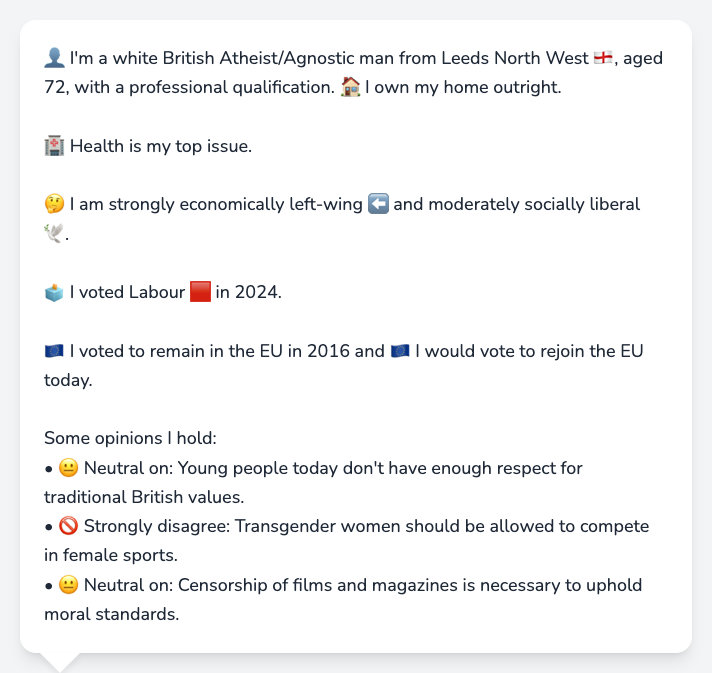 👤 I'm a white British Atheist/Agnostic man from Leeds North West 🏴󠁧󠁢󠁥󠁮󠁧󠁿, aged
72, with a professional qualification. 🏠 I own my home outright.
🏥 Health is my top issue.
🤔 I am strongly economically left-wing ⬅️ and moderately socially liberal
🕊️.
🗳️ I voted Labour 🟥 in 2024.
🇪🇺 I voted to remain in the EU in 2016 and 🇪🇺 I would vote to rejoin the EU
today.
Some opinions I hold:
• 😐 Neutral on: Young people today don't have enough respect for
traditional British values.
• 🚫 Strongly disagree: Transgender women should be allowed to compete
in female sports.
• 😐 Neutral on: Censorship of films and magazines is necessary to uphold
moral standards.